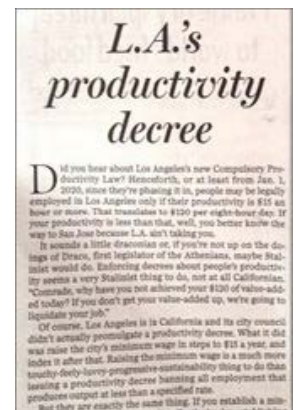 L.A.'s
productivity
decree
Did you hear about Los Angeles's new Compulsory Pro-
ductivity Law? Henceforth, or at least from Jan. 1,
2020, since they're phasing it in, people may be legally
employed in Los Angeles only if their productivity is $15 an
hour or more. That translates to $120 per eight-hour day. If
your productivity is less than that, well, you better know the
way to San Jose because L.A. ain't taking you.
It sounds a little draconian or, if you're not up on the do-
ings of Draco, first legislator of the Athenians, maybe Stal-
inist would do. Enforcing decrees about people's productiv-
ity seems a very Stalinist thing to do, not at all Californian.
"Comrade, why have you not achieved your $120 of value-add-
ed today? If you don't get your value-added up, we're going to
liquidate your job."
Of course, Los Angeles is in California and its city council
didn't actually promulgate a productivity decree. What it did
was raise the city's minimum wage in steps to $15 a year, and
index it after that. Raising the minimum wage is a much more
touchy-feely-lovey-progressive-sustainability thing to do than
issuing a productivity decree banning all employment that
produces output at less than a specified rate.
But they are exactly the same thing. If you establish a min-